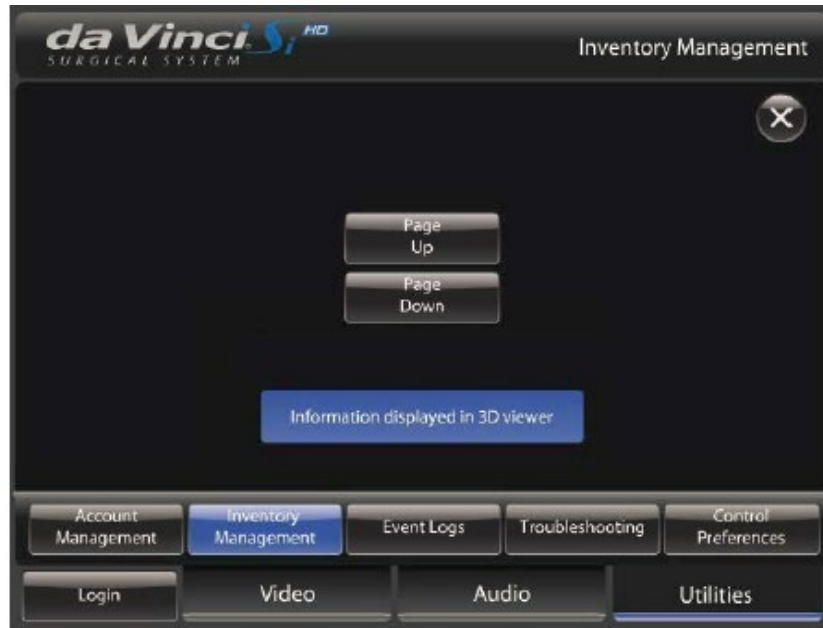 da Vinci Si HD
SURGICAL SYSTEM
Inventory Management
X
Page
Up
Page
Down
Information displayed in 3D viewer
Account
Management
Inventory
Management
Event Logs
Troubleshooting
Control
Preferences
Login
Video
Audio
Utilities